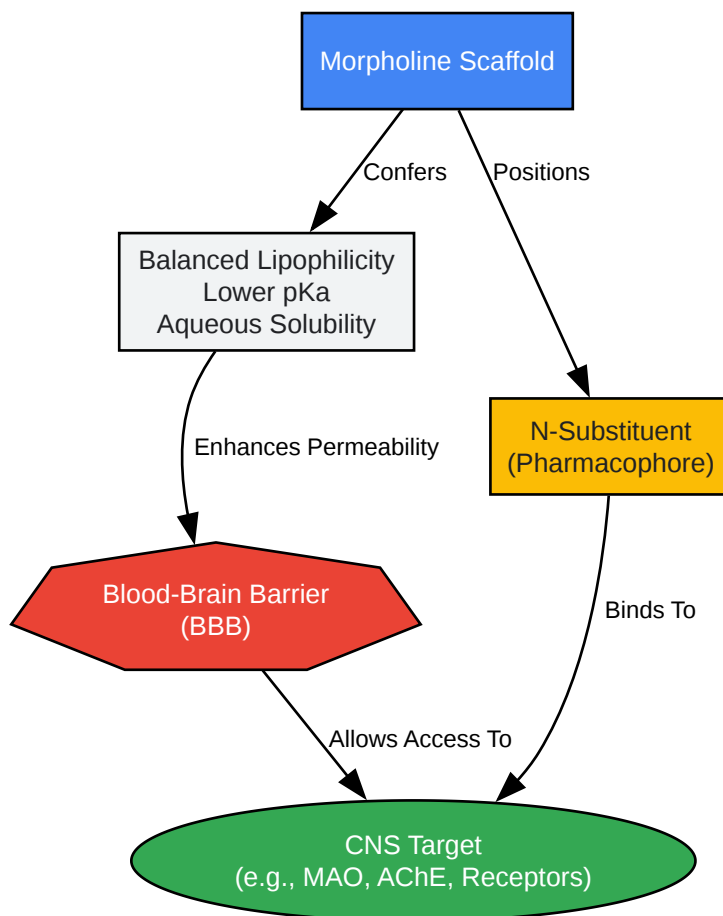 Morpholine Scaffold
Confers
Positions
Balanced Lipophilicity
Lower pKa
Aqueous Solubility
N-Substituent
(Pharmacophore)
Enhances Permeability
Blood-Brain Barrier
(BBB)
Binds To
Allows Access To
CNS Target
(e.g., MAO, AChE, Receptors)